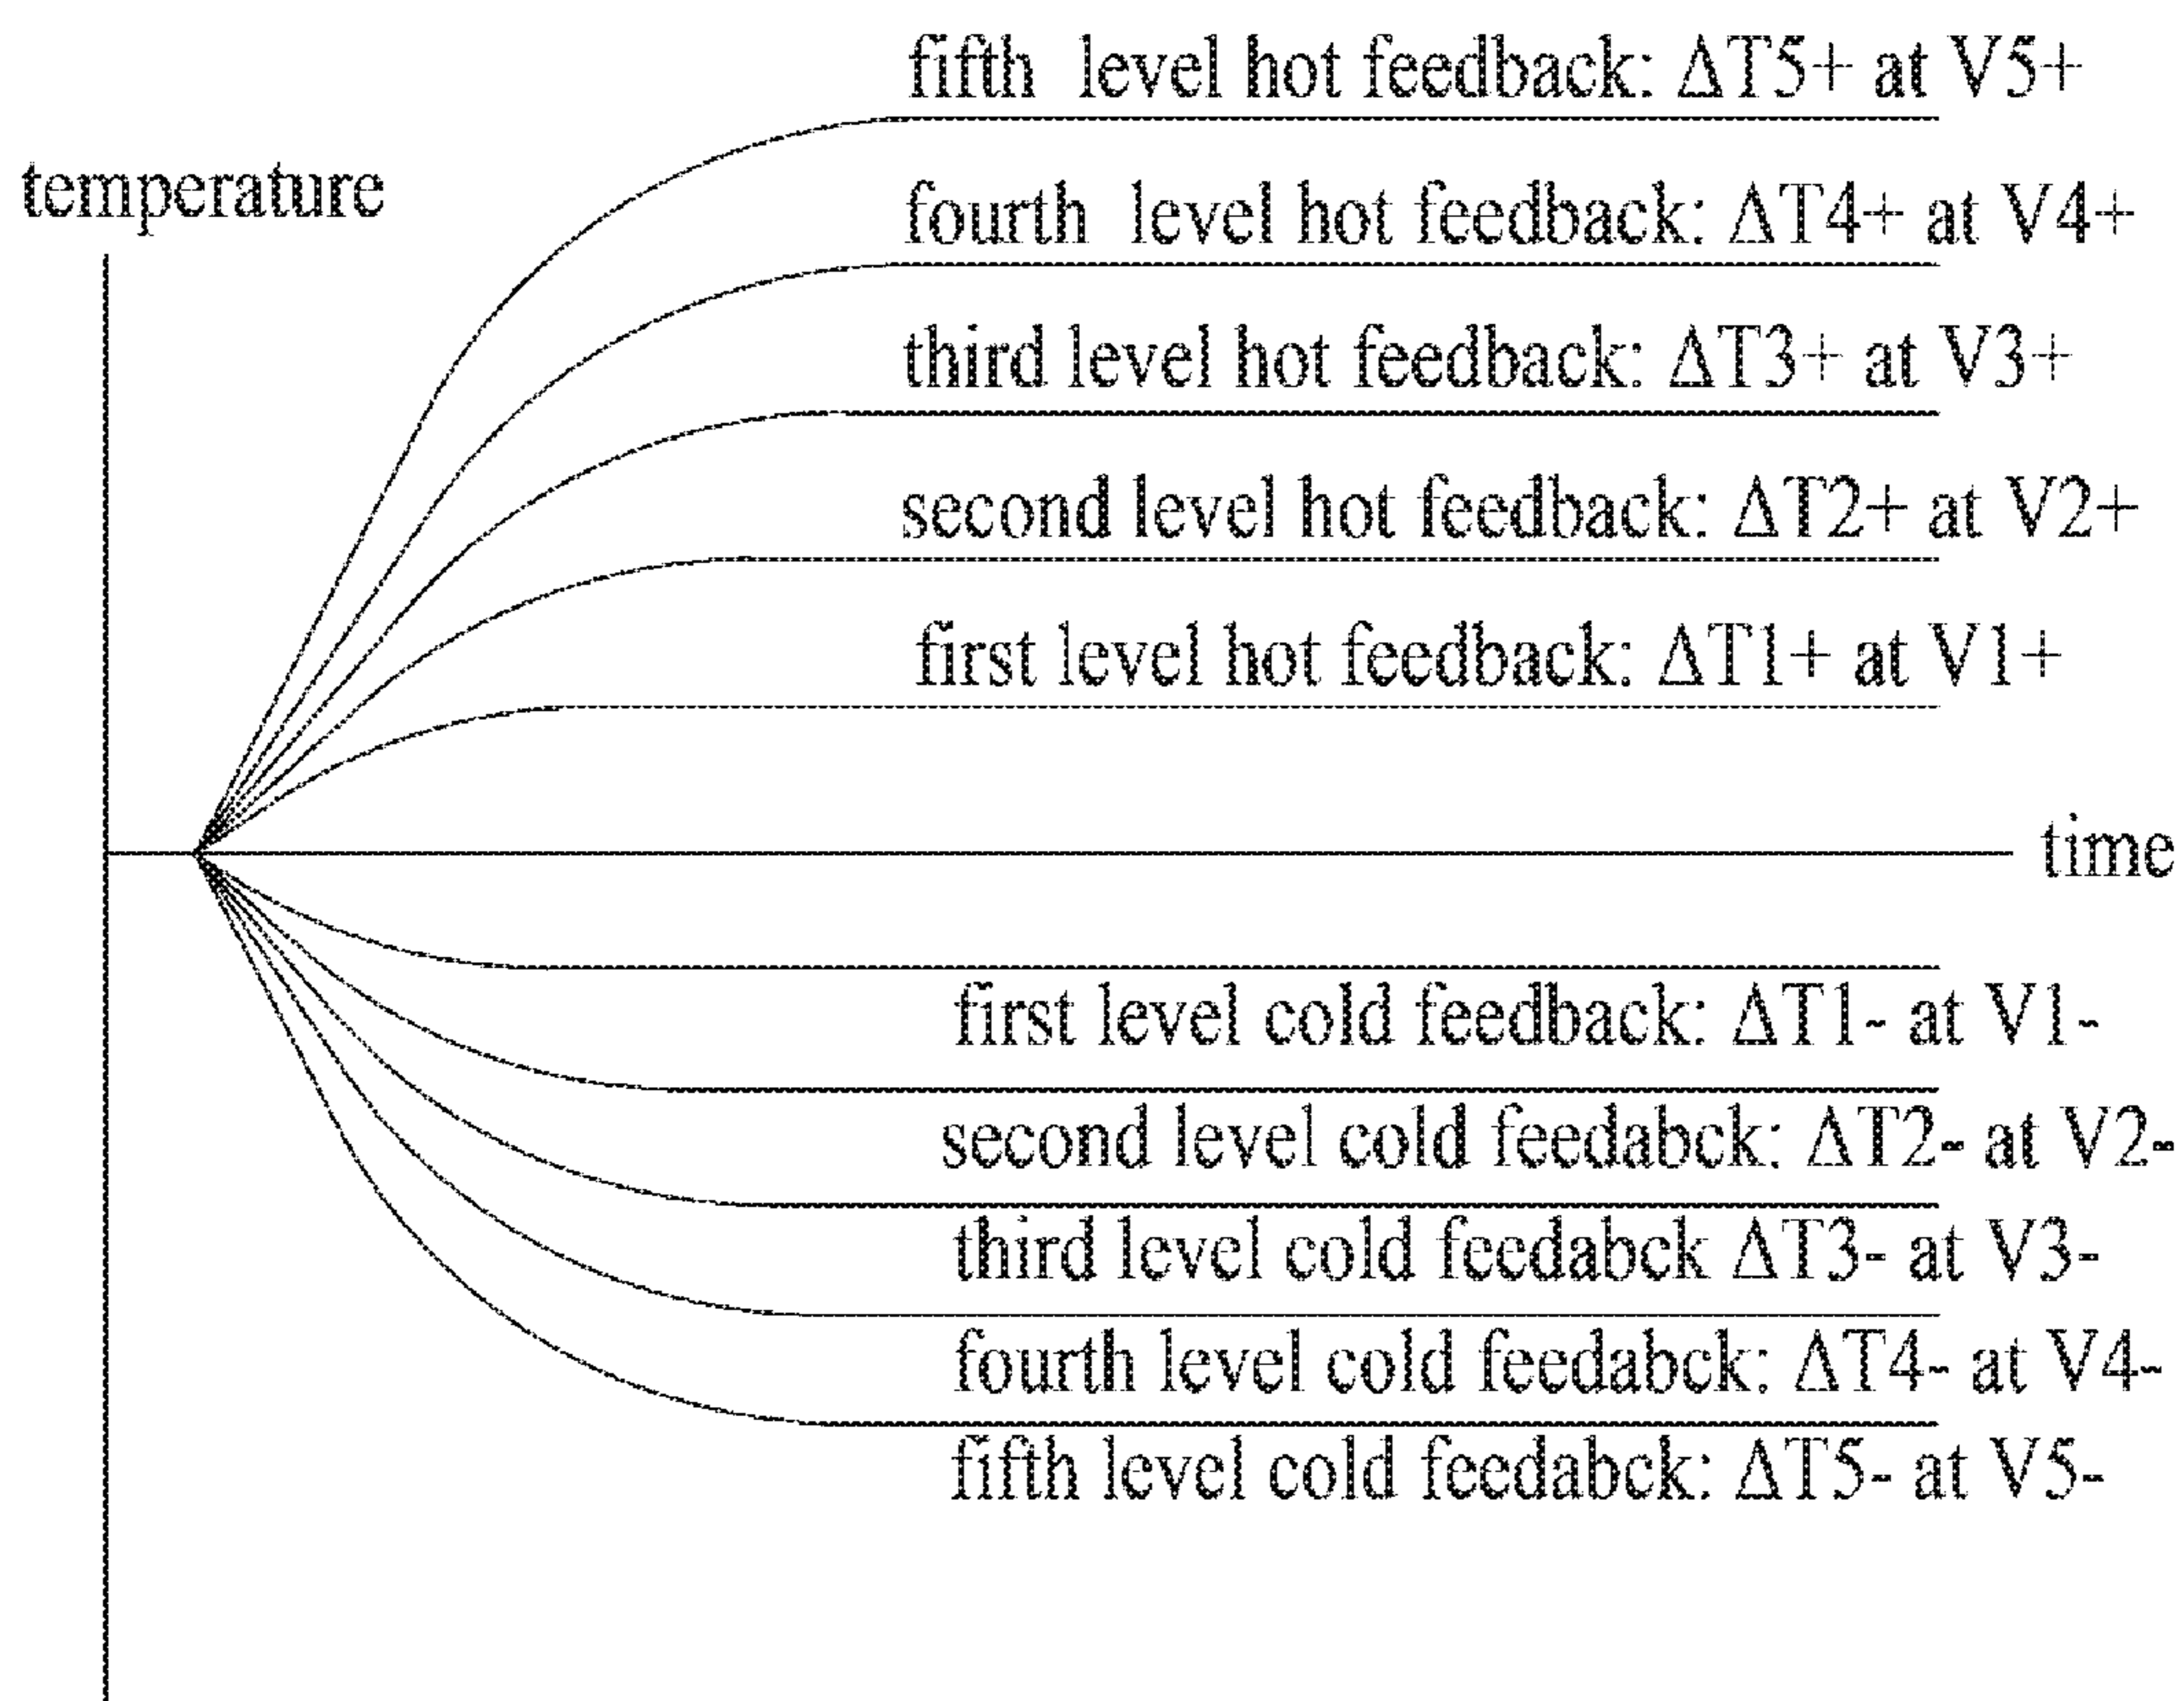 fifth level hot feedback: ΔT5+ at V5+
temperature
fourth level hot feedback: ΔT4+ at V4+
third level hot feedback: ΔT3+ at V3+
second level hot feedback: ΔT2+ at V2+
first level hot feedback: ΔT1+ at V1+
time
first level cold feedback: ΔT1- at V1-
second level cold feedabck: ΔT2- at V2-
third level cold feedabck ΔT3- at V3-
fourth level cold feedabck: ΔT4- at V4-
fifth level cold feedabck: ΔT5- at V5-